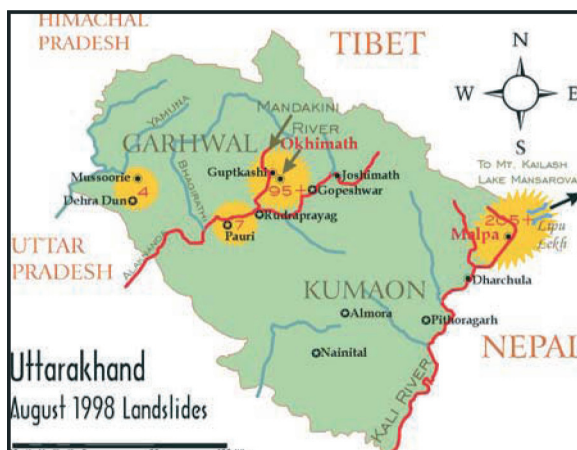 HIMACHAL
PRADESH
TIBET
N
W
E
S
YAMUNA
MANDAKINI
RIVER
GARHWAL
Okhimath
Guptkashi
95+
Joshimath
Gopeshwar
Mussoorie
4
Dehra Dun
BHAGIRATHI
Rudraprayag
7
Pauri
ALAKNANDA
UTTAR
PRADESH
TO MT. KAILASH
LAKE MANSAROVAR
205+
Lipu
Lekh
Malpa
Dharchula
KUMAON
Almora
Pithoragarh
Nainital
NEPAL
KALI RIVER
Uttarakhand
August 1998 Landslides